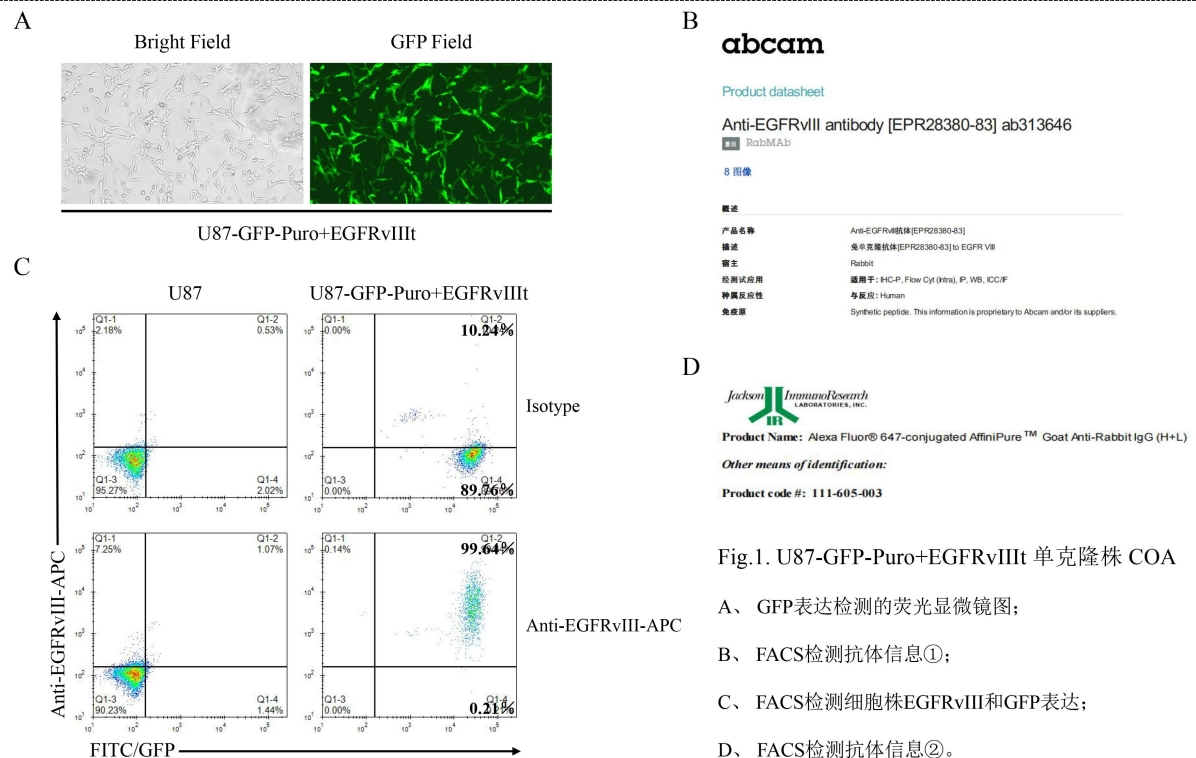 A
Bright Field
GFP Field
U87-GFP-Puro+EGFRvIIIt
B
abcam
Product datasheet
Anti-EGFRvIII antibody [EPR28380-83] ab313646
重组 RabMAb
8 图像
概述
产品名称 Anti-EGFRvIII抗体[EPR28380-83]
描述 兔单克隆抗体[EPR28380-83] to EGFR VIII
宿主 Rabbit
经测试应用 适用于: IHC-P, Flow Cyt (Intra), IP, WB, ICC/IF
种属反应性 与反应: Human
免疫原 Synthetic peptide. This information is proprietary to Abcam and/or its suppliers.
C
U87
U87-GFP-Puro+EGFRvIIIt
Q1-1 Q1-2
2.18% 0.53%
Q1-3 Q1-4
95.27% 2.02%
Q1-1 Q1-2
0.00% 10.24%
Q1-3 Q1-4
0.00% 89.76%
Isotype
Q1-1 Q1-2
7.25% 1.07%
Q1-3 Q1-4
90.23% 1.44%
Q1-1 Q1-2
0.14% 99.64%
Q1-3 Q1-4
0.00% 0.21%
Anti-EGFRvIII-APC
Anti-EGFRvIII-APC
10¹ 10² 10³ 10⁴ 10⁵
FITC/GFP
D
Jackson ImmunoResearch
LABORATORIES, INC.
IR
Product Name: Alexa Fluor® 647-conjugated AffiniPure™ Goat Anti-Rabbit IgG (H+L)
Other means of identification:
Product code #: 111-605-003
Fig.1. U87-GFP-Puro+EGFRvIIIt 单克隆株 COA
A、 GFP表达检测的荧光显微镜图;
B、 FACS检测抗体信息①;
C、 FACS检测细胞株EGFRvIII和GFP表达;
D、 FACS检测抗体信息②。